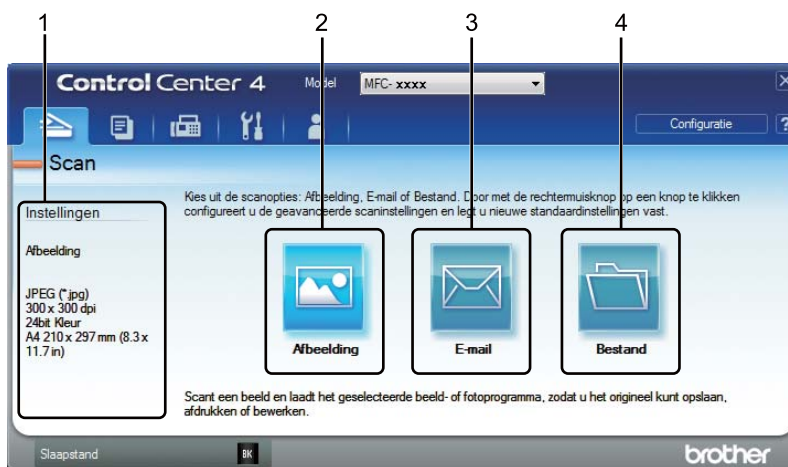 1 2 3 4
Control Center 4 Model MFC- xxxx
Configuratie ?
Scan
Instellingen
Afbeelding
JPEG (*.jpg)
300 x 300 dpi
24bit Kleur
A4 210 x 297 mm (8.3 x
11.7 in)
Kies uit de scanopties: Afbeelding, E-mail of Bestand. Door met de rechtermuisknop op een knop te klikken
configureert u de geavanceerde scaninstellingen en legt u nieuwe standaardinstellingen vast.
Afbeelding E-mail Bestand
Scant een beeld en laadt het geselecteerde beeld- of fotoprogramma, zodat u het origineel kunt opslaan,
afdrukken of bewerken.
Slaapstand BK brother